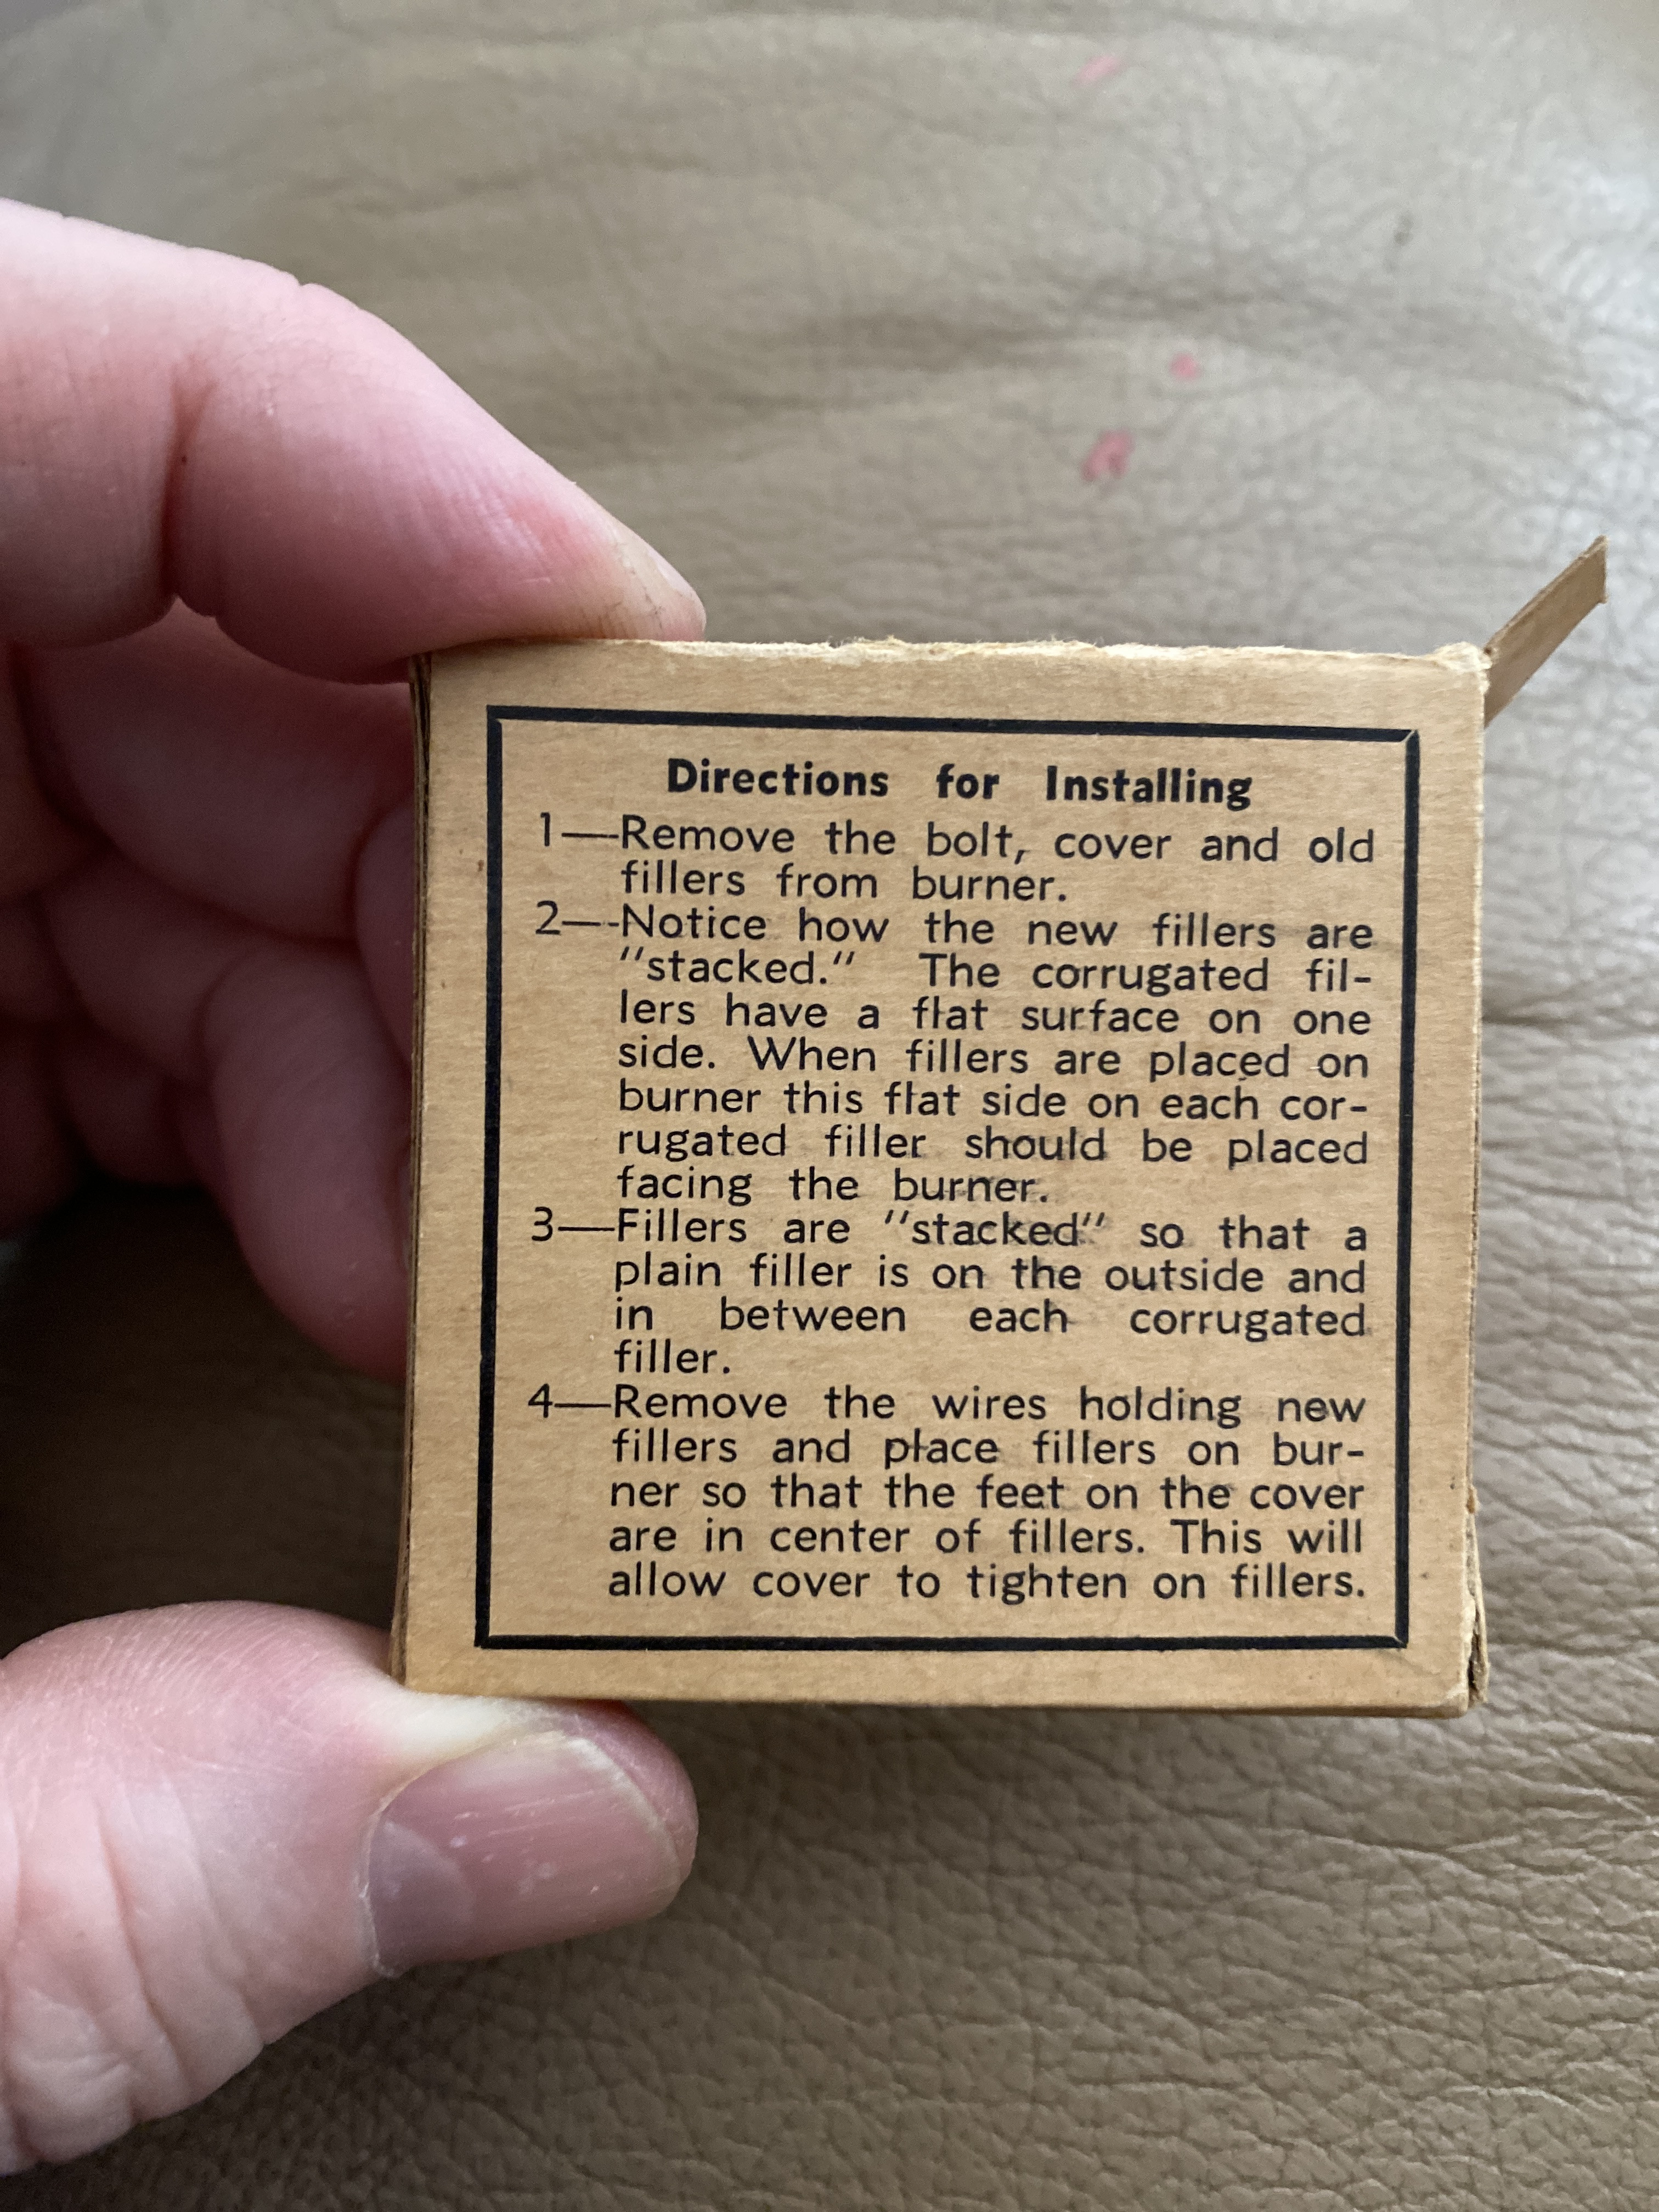 Directions for Installing
1—Remove the bolt, cover and old
fillers from burner.
2—-Notice how the new fillers are
"stacked." The corrugated fil-
lers have a flat surface on one
side. When fillers are placed on
burner this flat side on each cor-
rugated filler should be placed
facing the burner.
3—Fillers are "stacked" so that a
plain filler is on the outside and
in between each corrugated
filler.
4—Remove the wires holding new
fillers and place fillers on bur-
ner so that the feet on the cover
are in center of fillers. This will
allow cover to tighten on fillers.